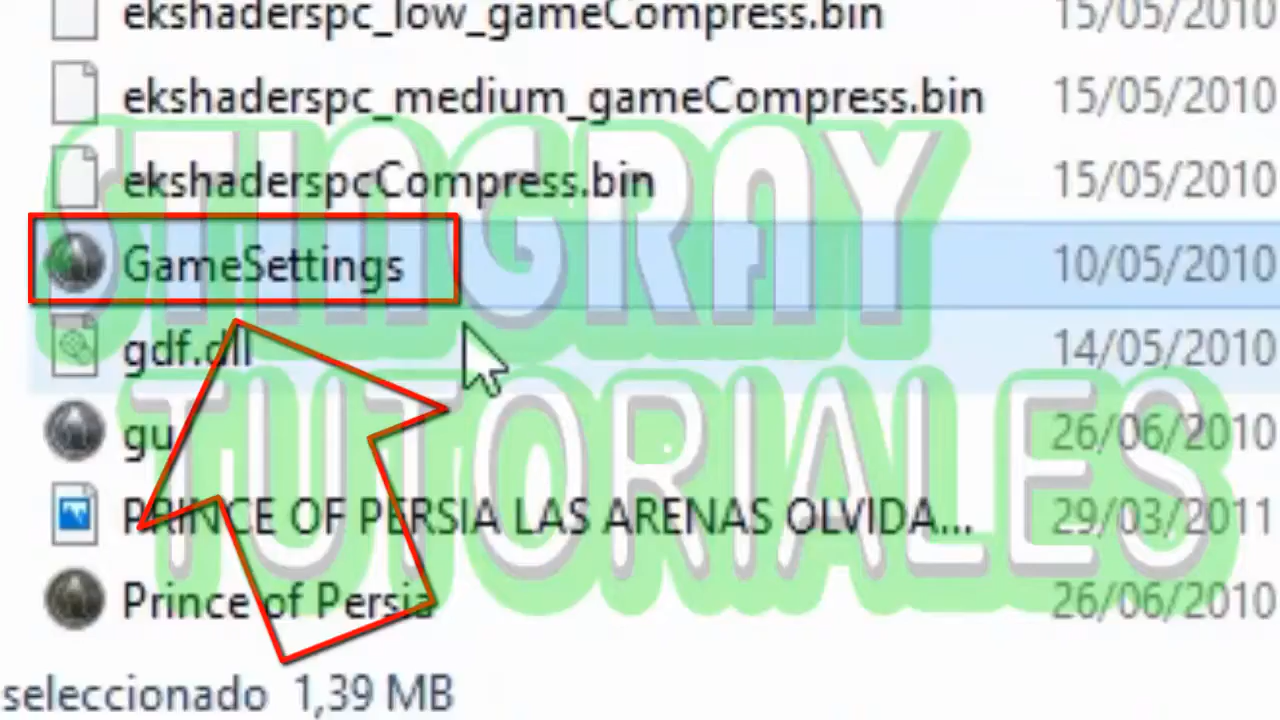 ekshaderspc_low_gameCompress.bin 15/05/2010
ekshaderspc_medium_gameCompress.bin 15/05/2010
ekshaderspcCompress.bin 15/05/2010
STINGRAY
GameSettings 10/05/2010
gdf.dll 14/05/2010
TUTORIALES
gu 26/06/2010
PRINCE OF PERSIA LAS ARENAS OLVIDA... 29/03/2011
Prince of Persia 26/06/2010
seleccionado 1,39 MB